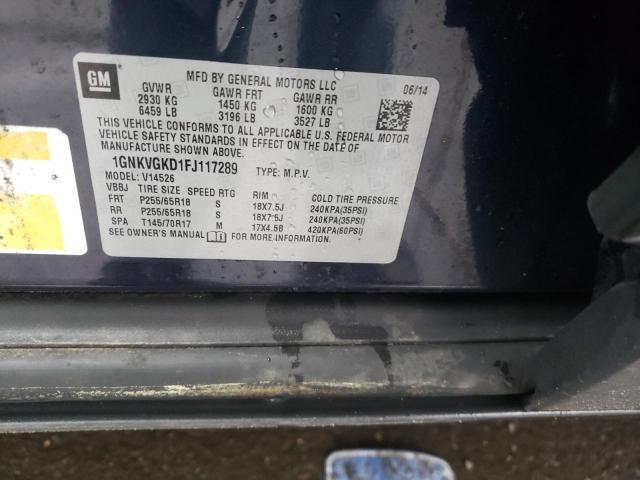 GM
MFD BY GENERAL MOTORS LLC
06/14
GVWR GAWR FRT GAWR RR
2930 KG 1450 KG 1600 KG
6459 LB 3196 LB 3527 LB
THIS VEHICLE CONFORMS TO ALL APPLICABLE U.S. FEDERAL MOTOR
VEHICLE SAFETY STANDARDS IN EFFECT ON THE DATE OF
MANUFACTURE SHOWN ABOVE.
1GNKVGKD1FJ117289 TYPE: M.P.V.
MODEL: V14526
VBBJ TIRE SIZE SPEED RTG RIM COLD TIRE PRESSURE
FRT P255/65R18 S 18X7.5J 240KPA(35PSI)
RR P255/65R18 S 18X7.5J 240KPA(35PSI)
SPA T145/70R17 M 17X4.5B 420KPA(60PSI)
SEE OWNER'S MANUAL FOR MORE INFORMATION.